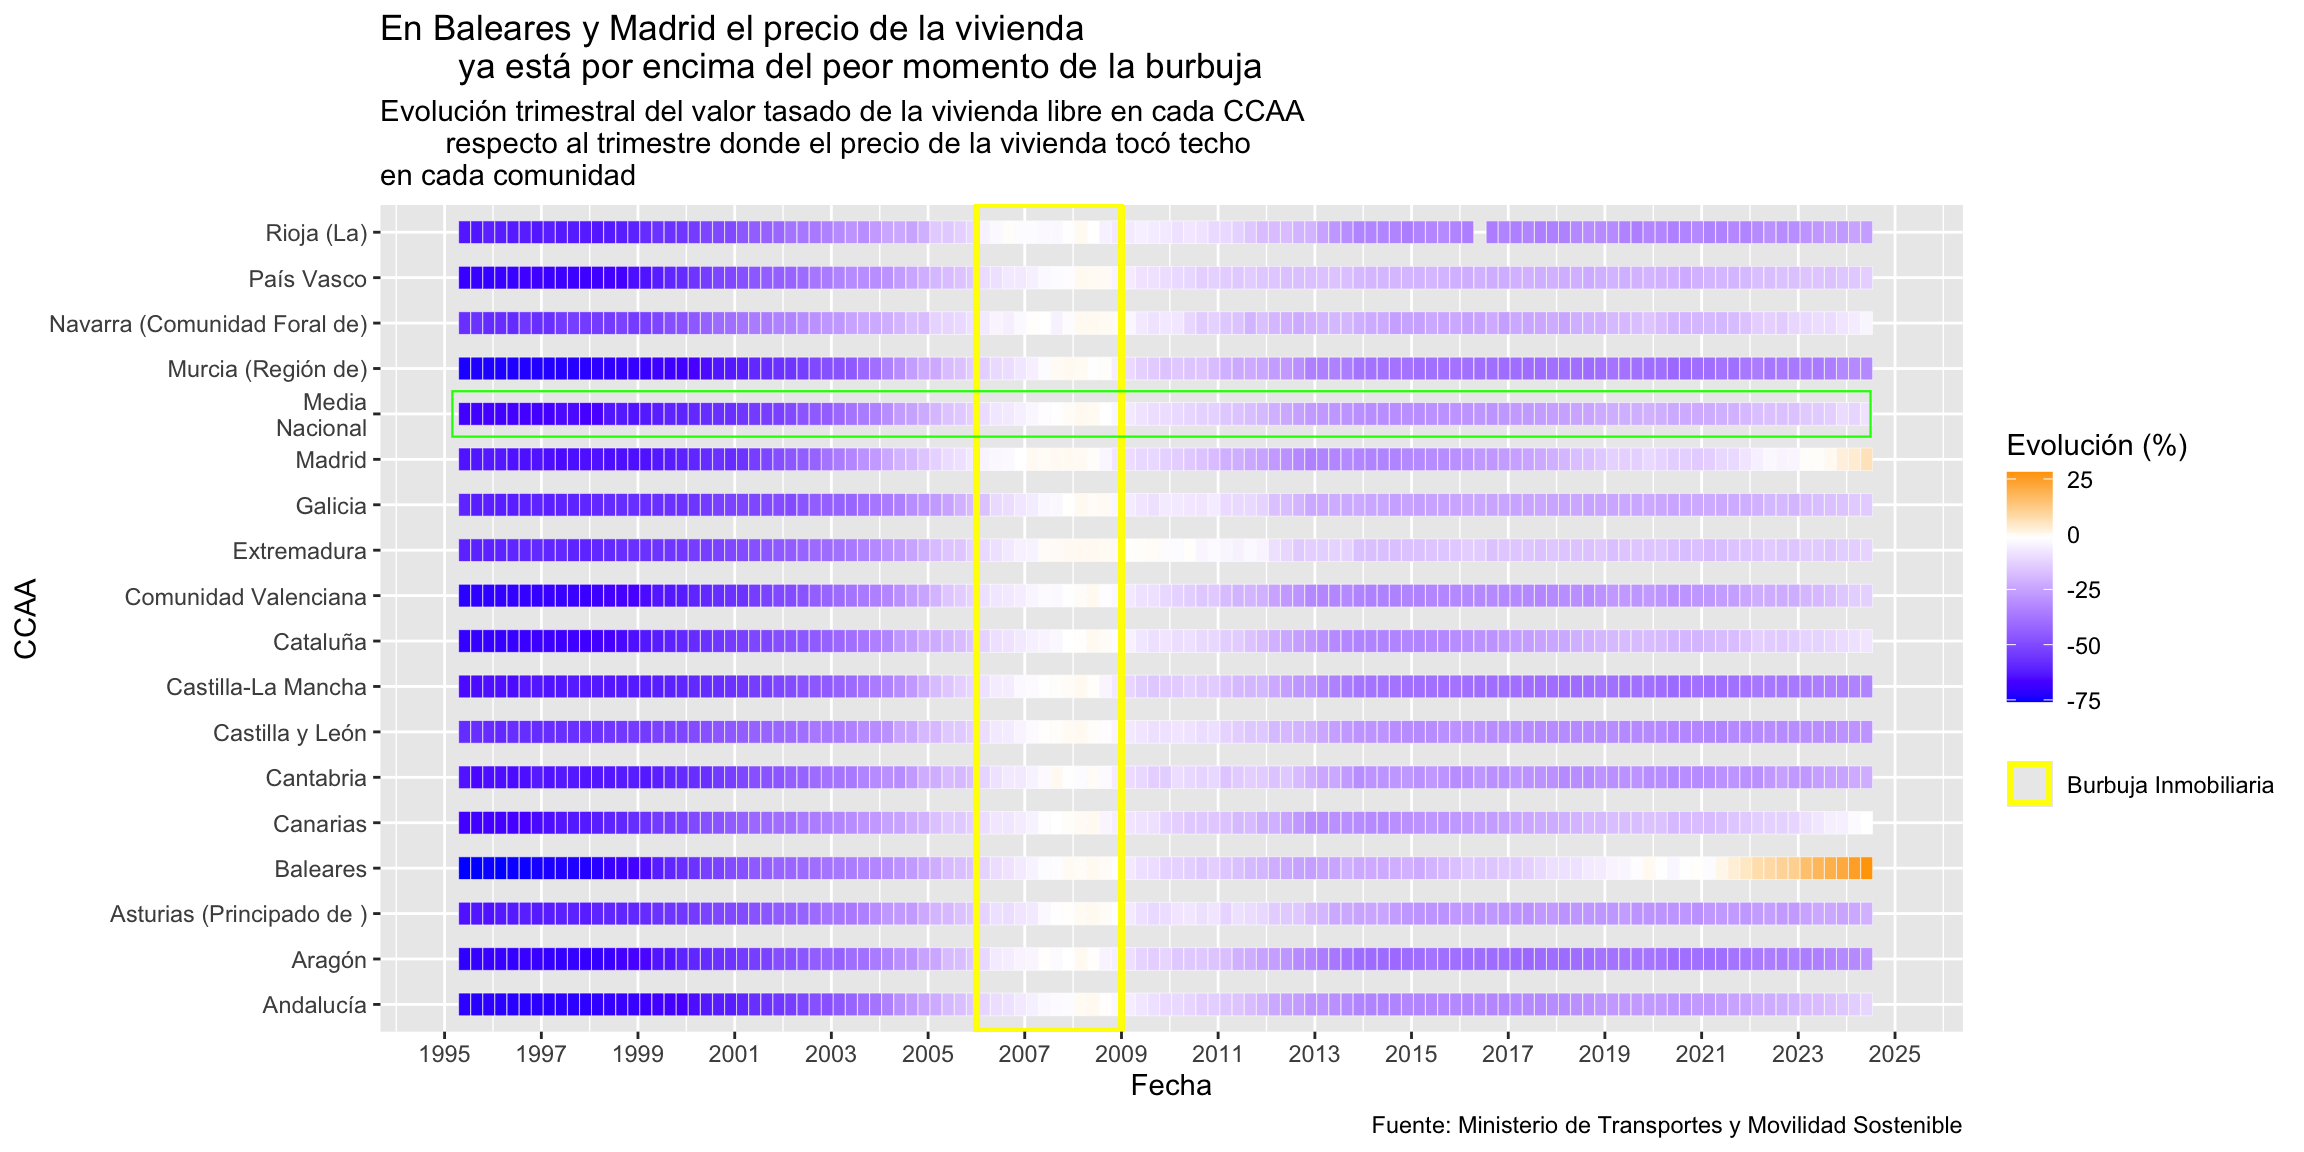 En Baleares y Madrid el precio de la vivienda
ya está por encima del peor momento de la burbuja
Evolución trimestral del valor tasado de la vivienda libre en cada CCAA
respecto al trimestre donde el precio de la vivienda tocó techo
en cada comunidad
CCAA
Rioja (La)
País Vasco
Navarra (Comunidad Foral de)
Murcia (Región de)
Media
Nacional
Madrid
Galicia
Extremadura
Comunidad Valenciana
Cataluña
Castilla-La Mancha
Castilla y León
Cantabria
Canarias
Baleares
Asturias (Principado de )
Aragón
Andalucía
1995 1997 1999 2001 2003 2005 2007 2009 2011 2013 2015 2017 2019 2021 2023 2025
Fecha
Evolución (%)
25
0
-25
-50
-75
Burbuja Inmobiliaria
Fuente: Ministerio de Transportes y Movilidad Sostenible